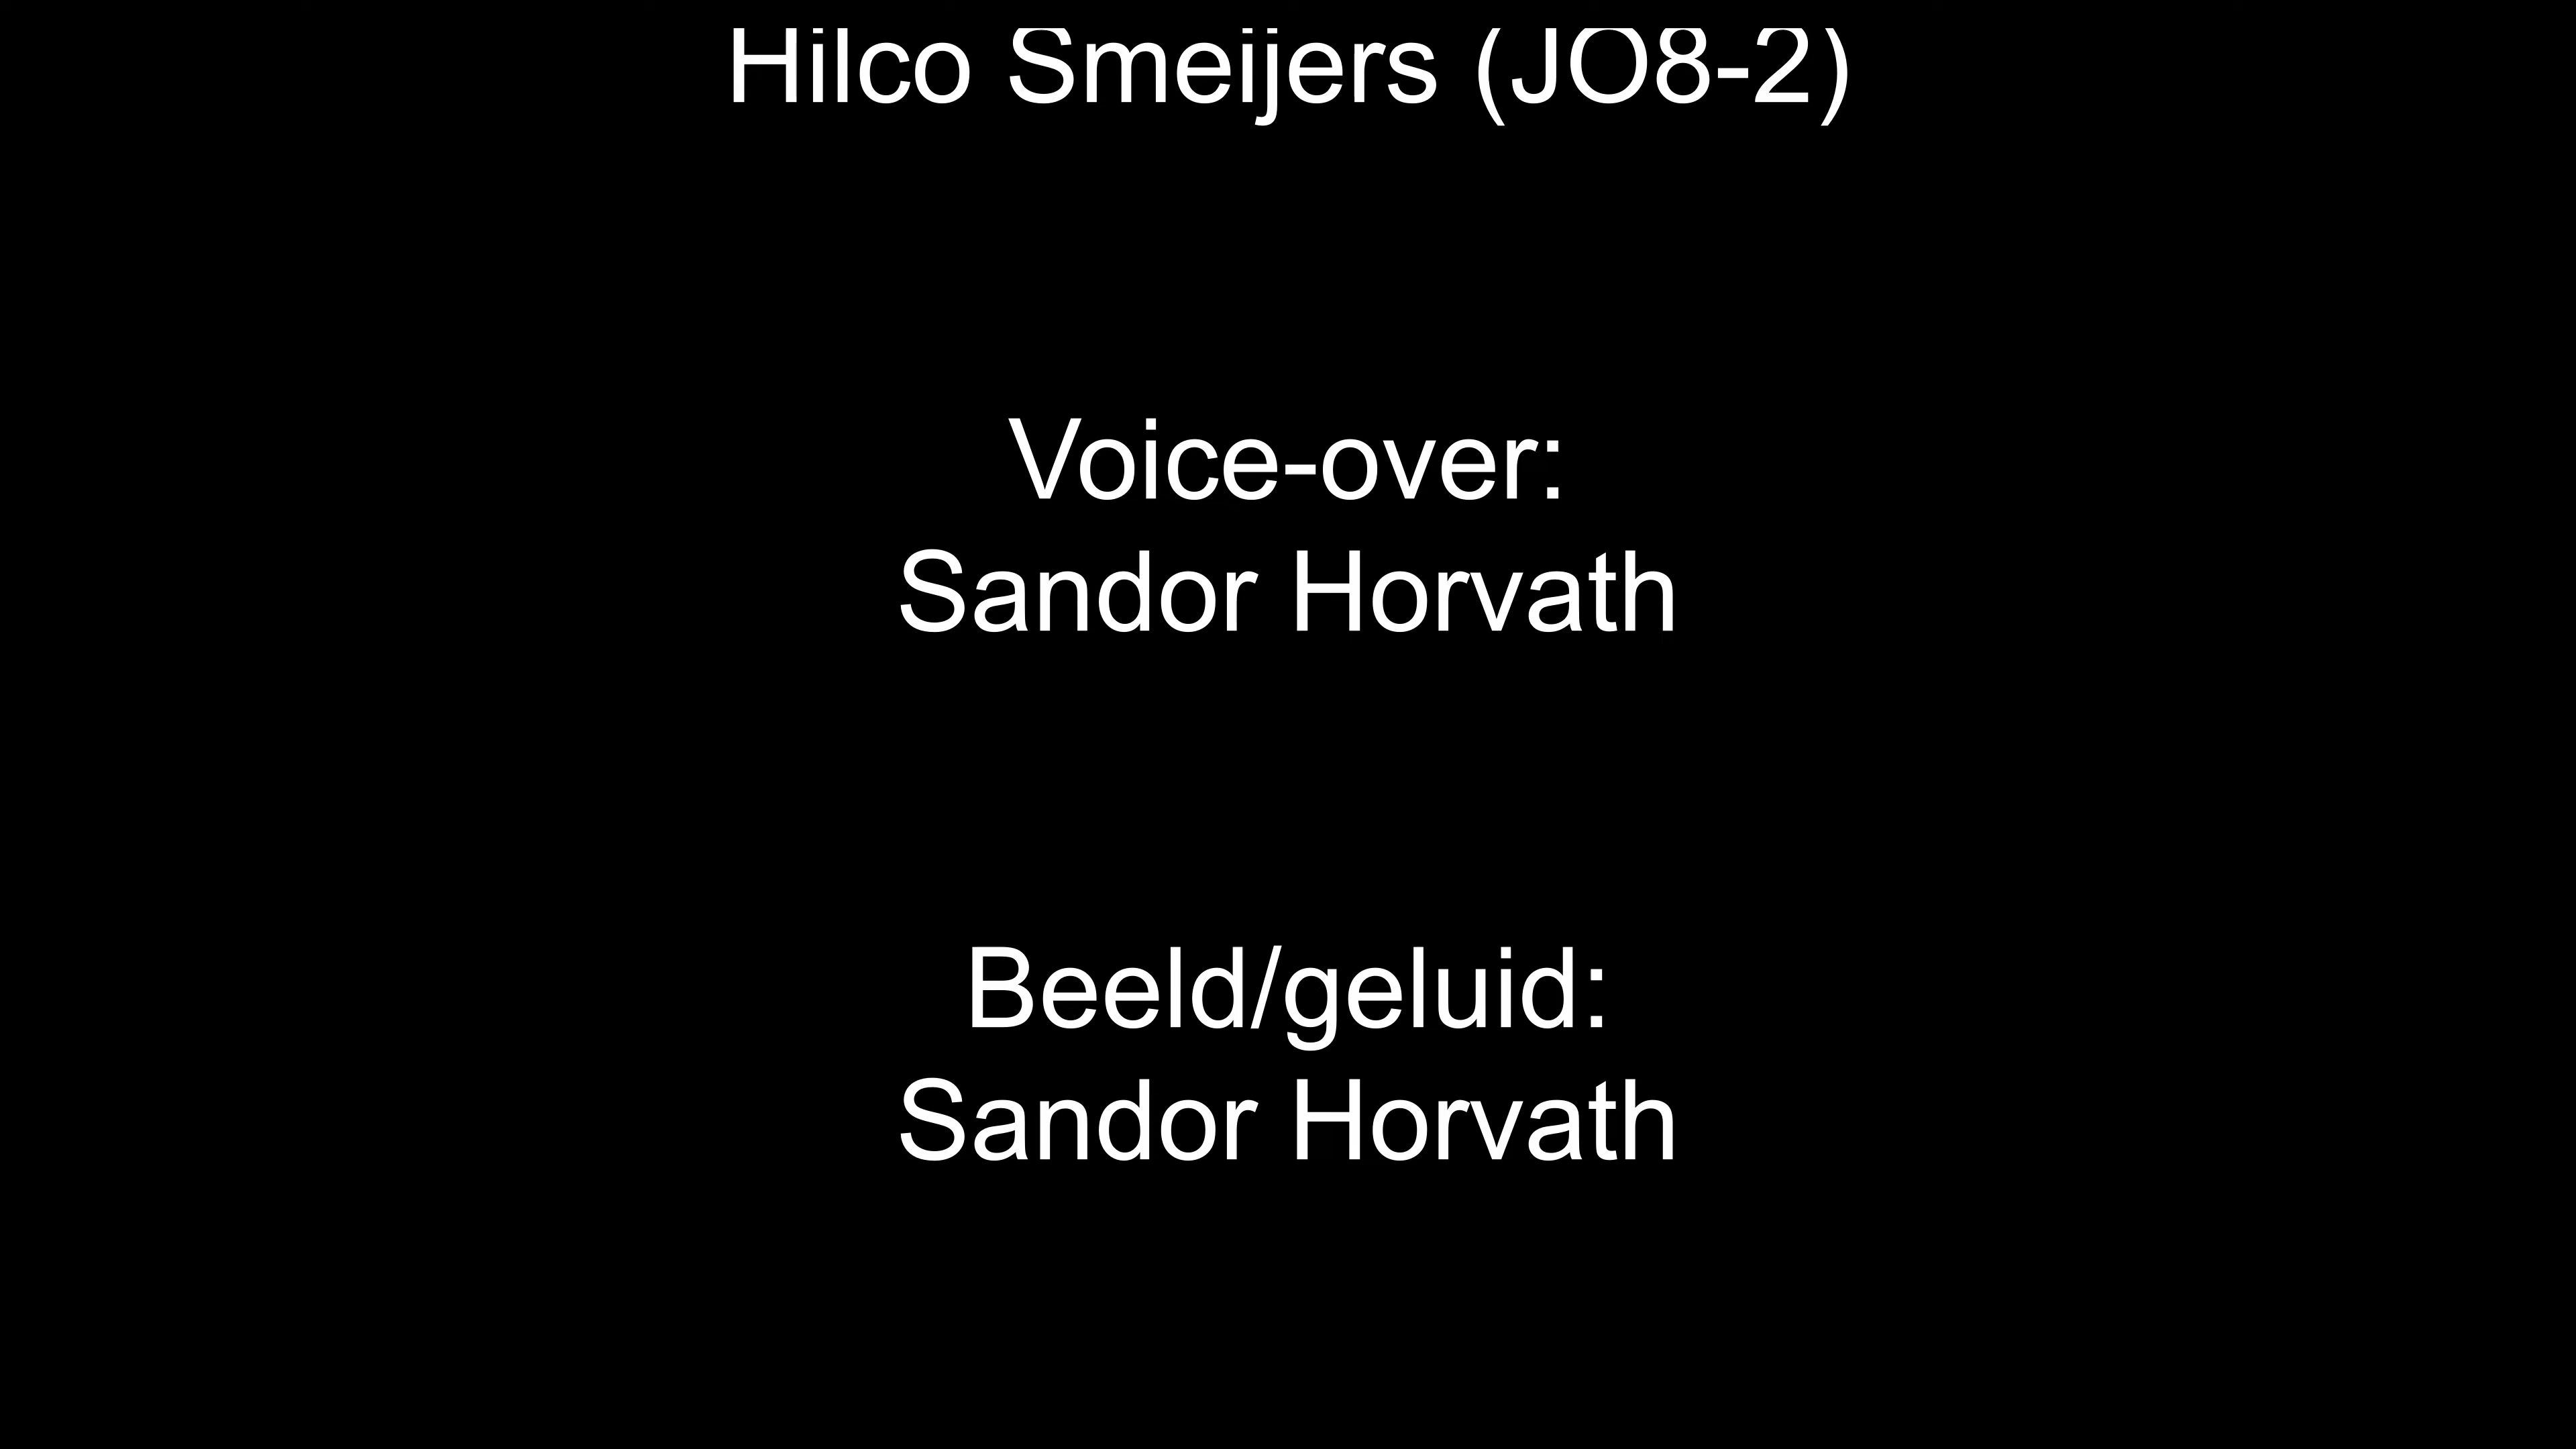 Hilco Smeijers (JO8-2)
Voice-over:
Sandor Horvath
Beeld/geluid:
Sandor Horvath